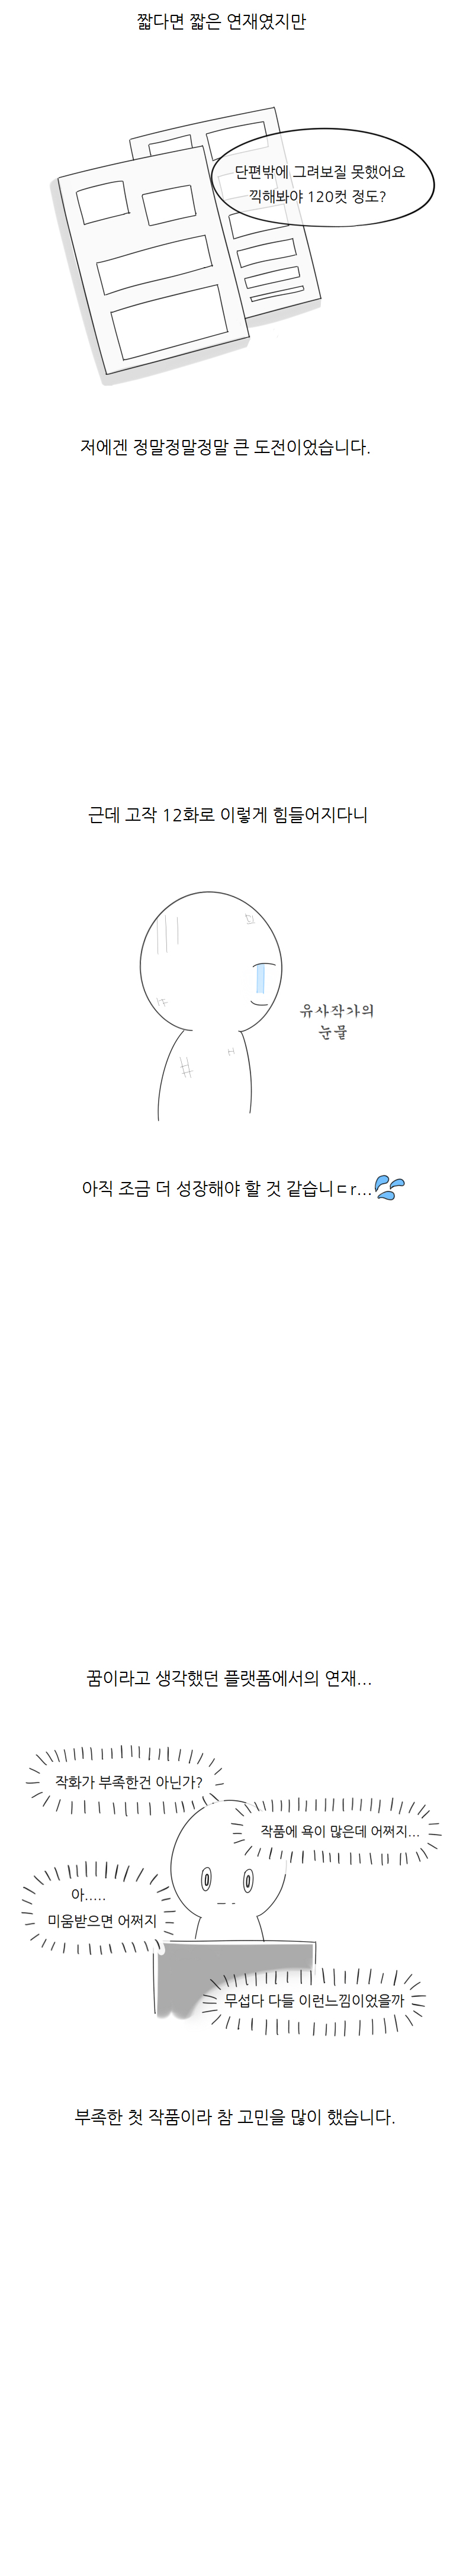 짧다면 짧은 연재였지만
단편밖에 그려보질 못했어요
끽해봐야 120컷 정도?
저에겐 정말정말정말 큰 도전이었습니다.
근데 고작 12화로 이렇게 힘들어지다니
유사작가의
눈물
아직 조금 더 성장해야 할 것 같습니ㄷr...
꿈이라고 생각했던 플랫폼에서의 연재...
작화가 부족한건 아닌가?
작품에 욕이 많은데 어쩌지...
아.....
미움받으면 어쩌지
무섭다 다들 이런느낌이었을까
부족한 첫 작품이라 참 고민을 많이 했습니다.